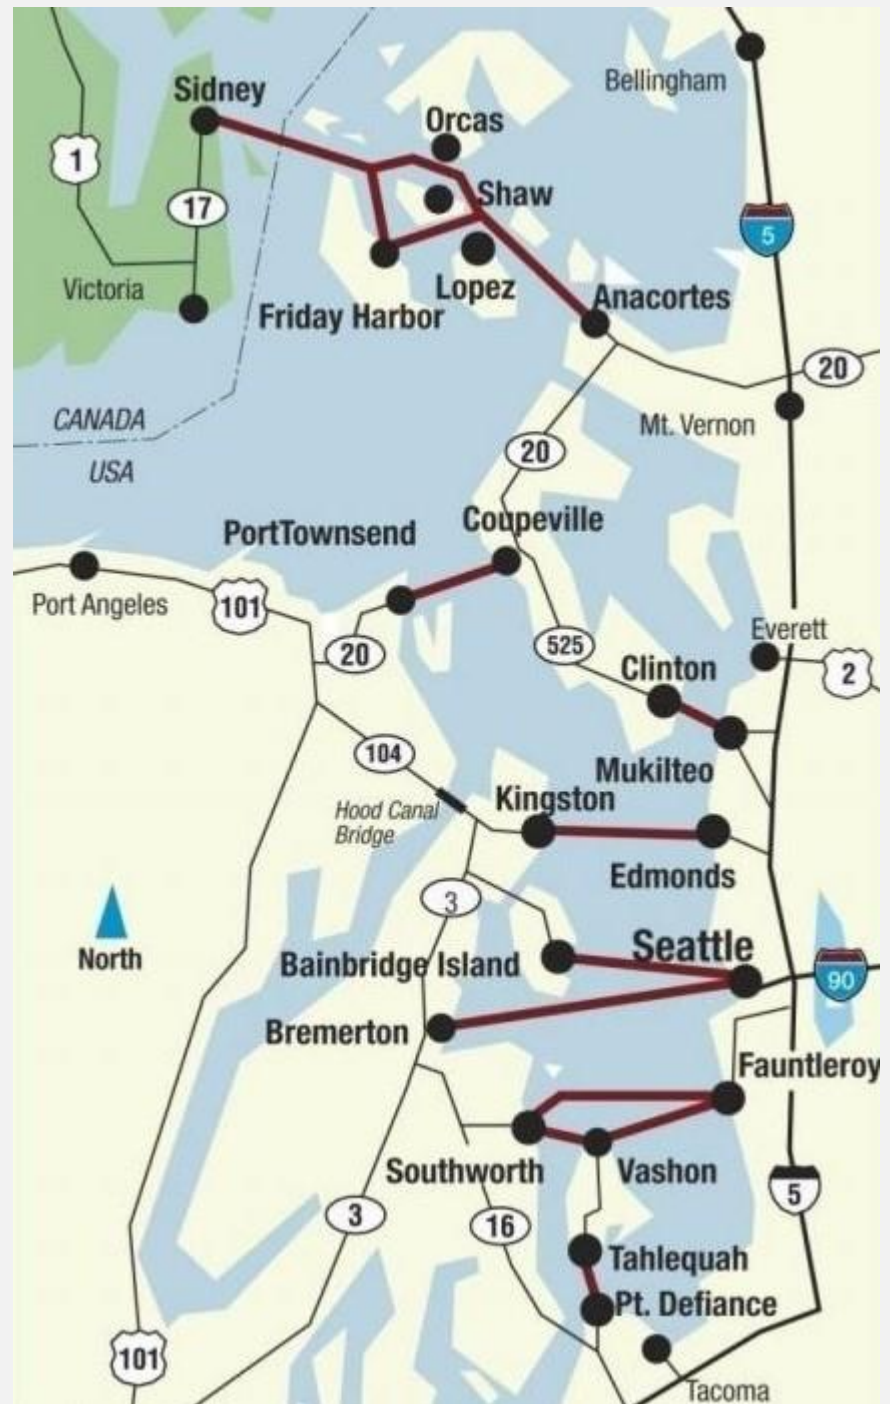 Bellingham
Sidney
Orcas
1
Shaw
17
5
Victoria
Lopez
Anacortes
Friday Harbor
20
CANADA
Mt. Vernon
20
USA
Coupeville
PortTownsend
Port Angeles
101
Everett
525
20
Clinton
2
104
Mukilteo
Kingston
Hood Canal
Bridge
Edmonds
3
Seattle
North
Bainbridge Island
90
Bremerton
Fauntleroy
Southworth
Vashon
5
3
16
Tahlequah
Pt. Defiance
101
Tacoma